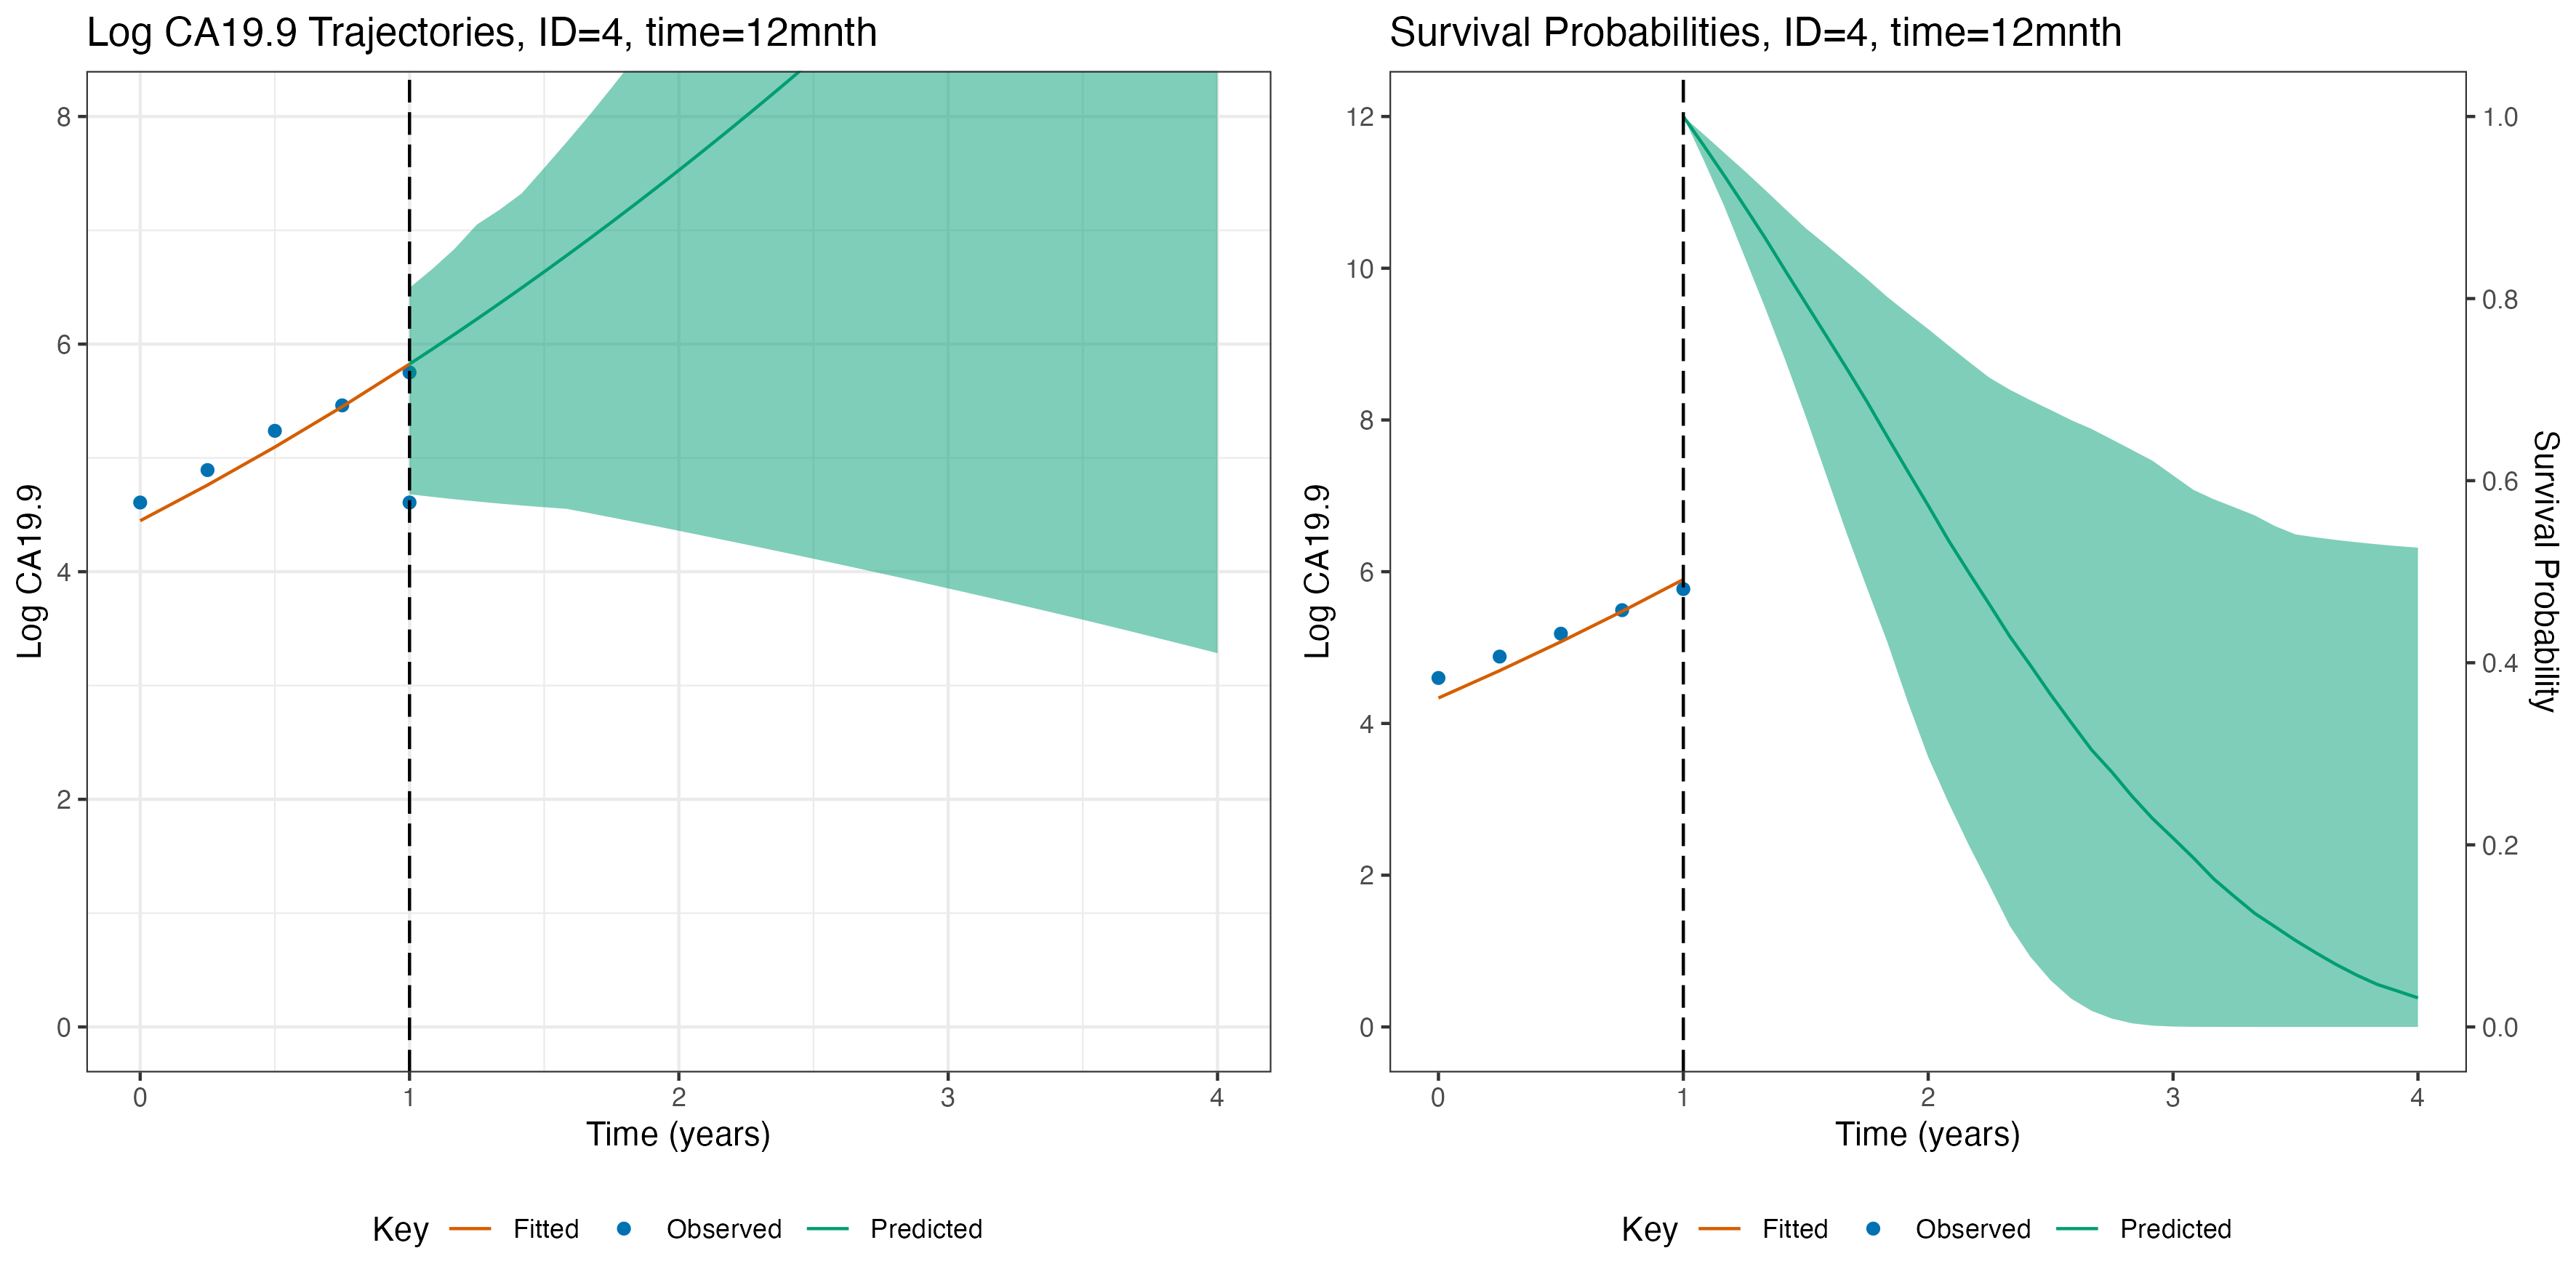 Log CA19.9 Trajectories, ID=4, time=12mnth
8
6
4
2
0
Log CA19.9
0 1 2 3 4
Time (years)
Key Fitted Observed Predicted
Survival Probabilities, ID=4, time=12mnth
12
10
8
6
4
2
0
Log CA19.9
1.0
0.8
0.6
0.4
0.2
0.0
Survival Probability
0 1 2 3 4
Time (years)
Key Fitted Observed Predicted